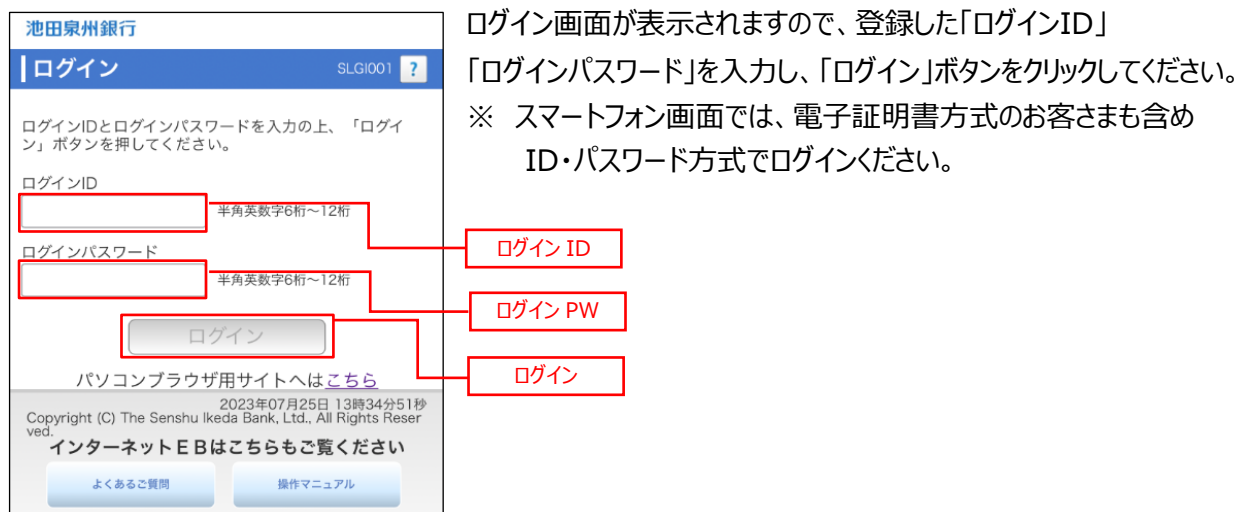 池田泉州銀行
ログイン
SLGI001 ?
ログインIDとログインパスワードを入力の上、「ログイ
ン」ボタンを押してください。
ログインID
半角英数字6桁～12桁
ログインパスワード
半角英数字6桁～12桁
ログイン
パソコンブラウザ用サイトへはこちら
2023年07月25日 13時34分51秒
Copyright (C) The Senshu Ikeda Bank, Ltd., All Rights Reser
ved.
インターネットＥＢはこちらもご覧ください
よくあるご質問
操作マニュアル
ログイン画面が表示されますので、登録した「ログインID」
「ログインパスワード」を入力し、「ログイン」ボタンをクリックしてください。
※ スマートフォン画面では、電子証明書方式のお客さまも含め
ID・パスワード方式でログインください。
ログイン ID
ログイン PW
ログイン